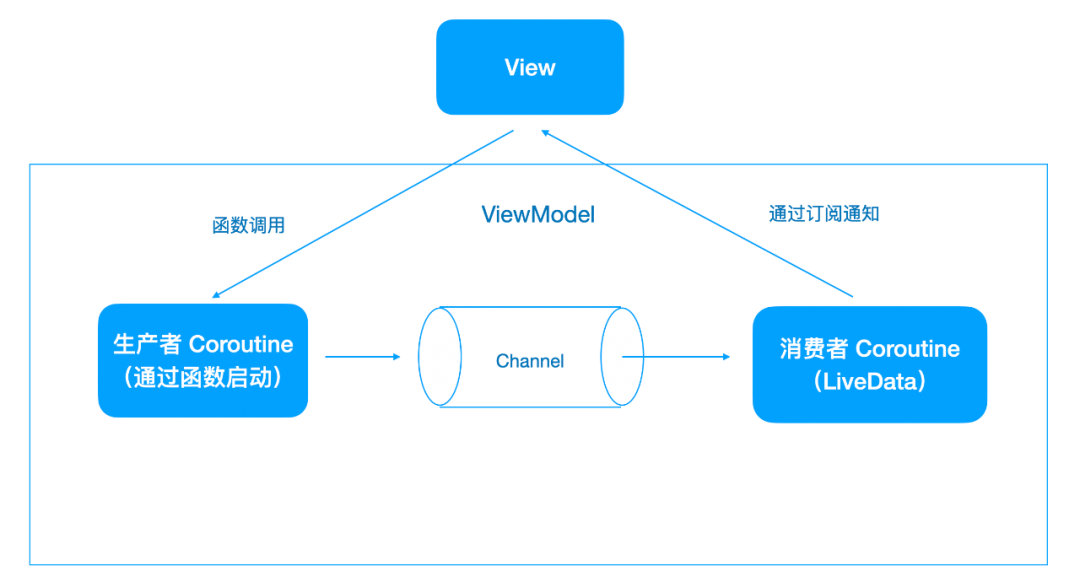 View
ViewModel
函数调用
通过订阅通知
生产者 Coroutine
（通过函数启动）
Channel
消费者 Coroutine
（LiveData）